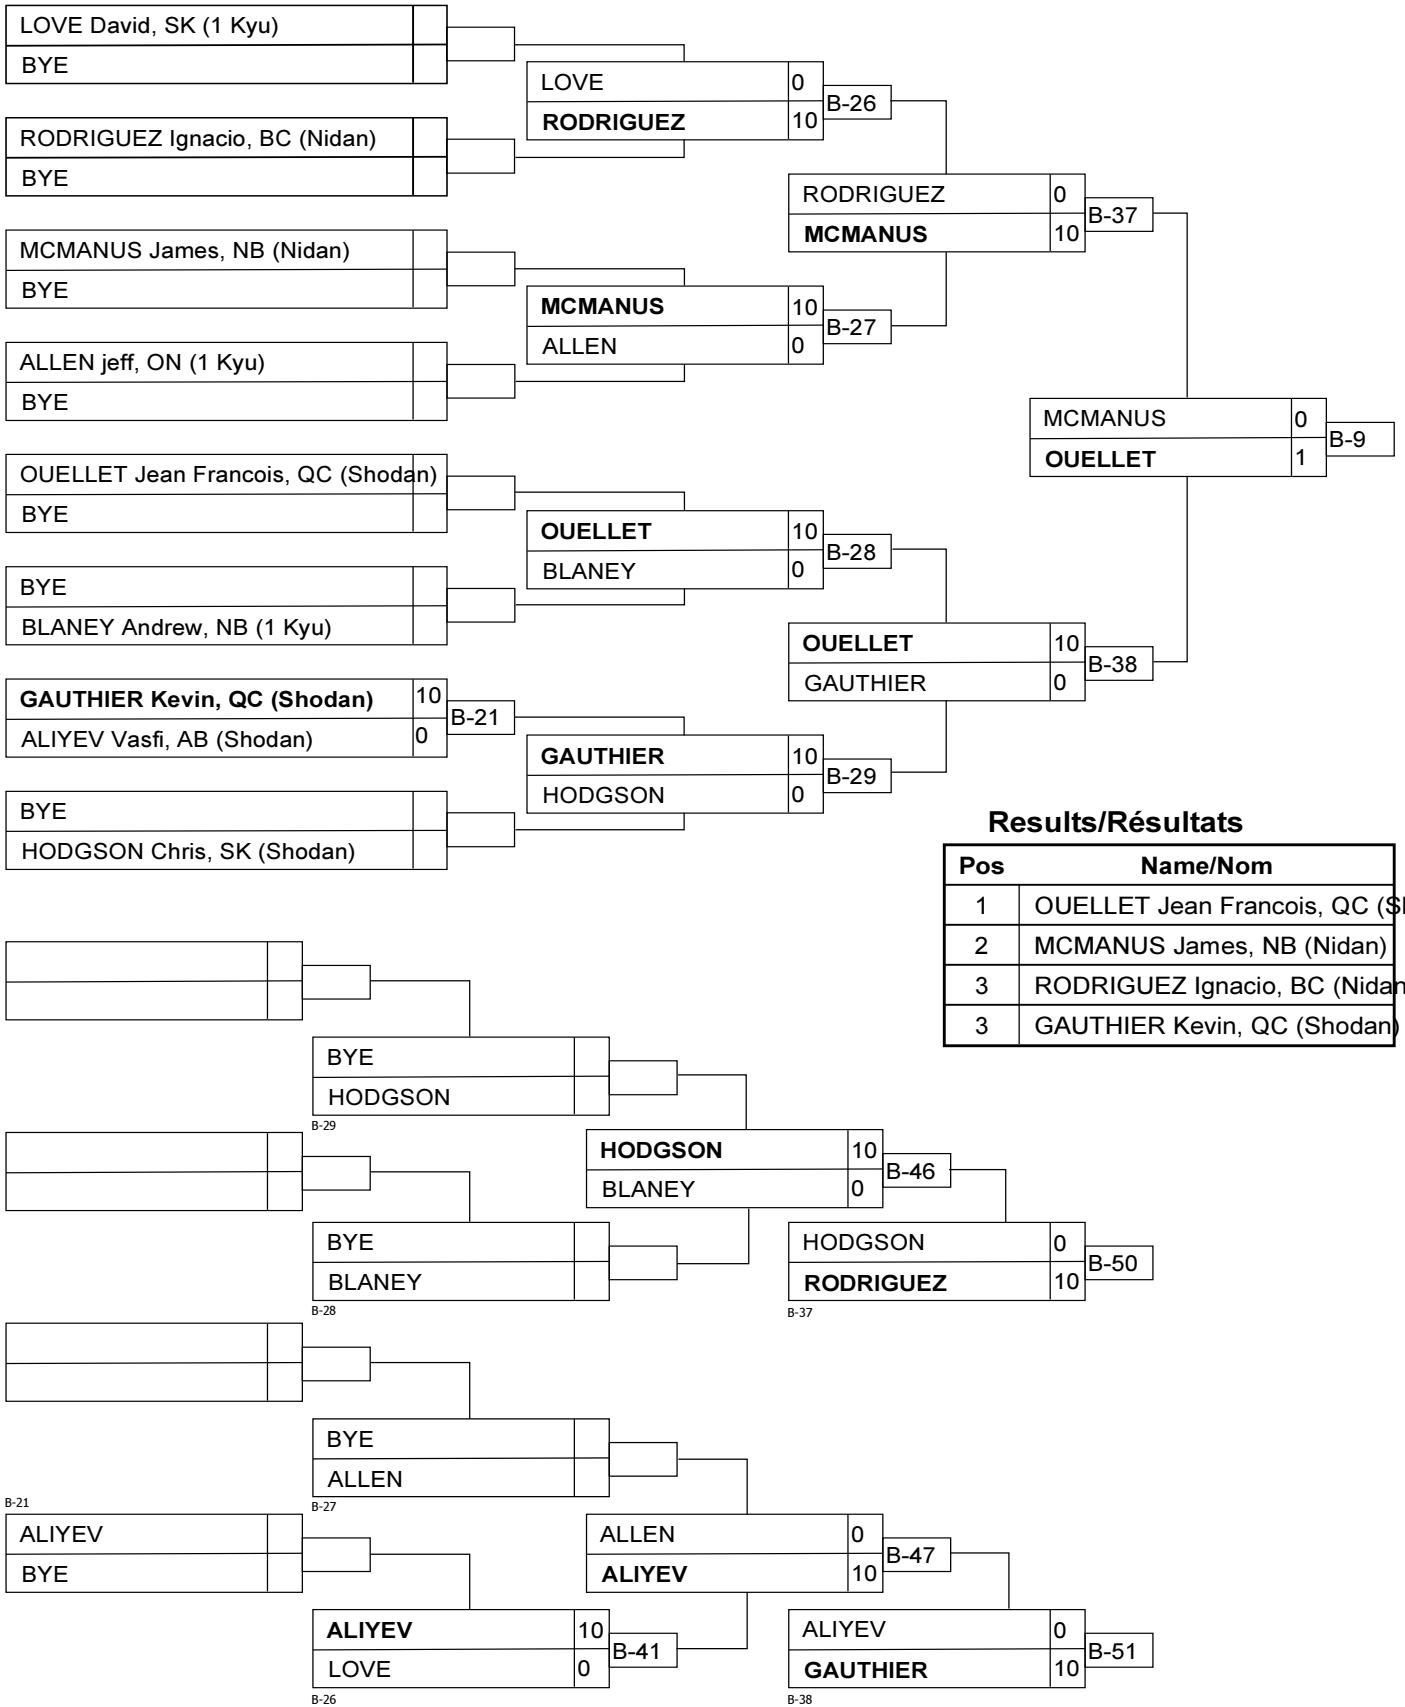 LOVE David, SK (1 Kyu)
BYE
LOVE 0
RODRIGUEZ 10
B-26
RODRIGUEZ Ignacio, BC (Nidan)
BYE
RODRIGUEZ 0
MCMANUS 10
B-37
MCMANUS James, NB (Nidan)
BYE
MCMANUS 10
ALLEN 0
B-27
ALLEN jeff, ON (1 Kyu)
BYE
MCMANUS 0
OUELLET 1
B-9
OUELLET Jean Francois, QC (Shodan)
BYE
OUELLET 10
BLANEY 0
B-28
BYE
BLANEY Andrew, NB (1 Kyu)
OUELLET 10
GAUTHIER 0
B-38
GAUTHIER Kevin, QC (Shodan) 10
ALIYEV Vasfi, AB (Shodan) 0
B-21
GAUTHIER 10
HODGSON 0
B-29
BYE
HODGSON Chris, SK (Shodan)
Results/Résultats
Pos Name/Nom
1 OUELLET Jean Francois, QC
2 MCMANUS James, NB (Nidan)
3 RODRIGUEZ Ignacio, BC (Nidan
3 GAUTHIER Kevin, QC (Shodan)
BYE
HODGSON
B-29
HODGSON 10
BLANEY 0
B-46
BYE
BLANEY
B-28
HODGSON 0
RODRIGUEZ 10
B-50
B-37
BYE
ALLEN
B-27
B-21
ALIYEV
BYE
ALLEN 0
ALIYEV 10
B-47
ALIYEV 10
LOVE 0
B-41
B-26
ALIYEV 0
GAUTHIER 10
B-51
B-38